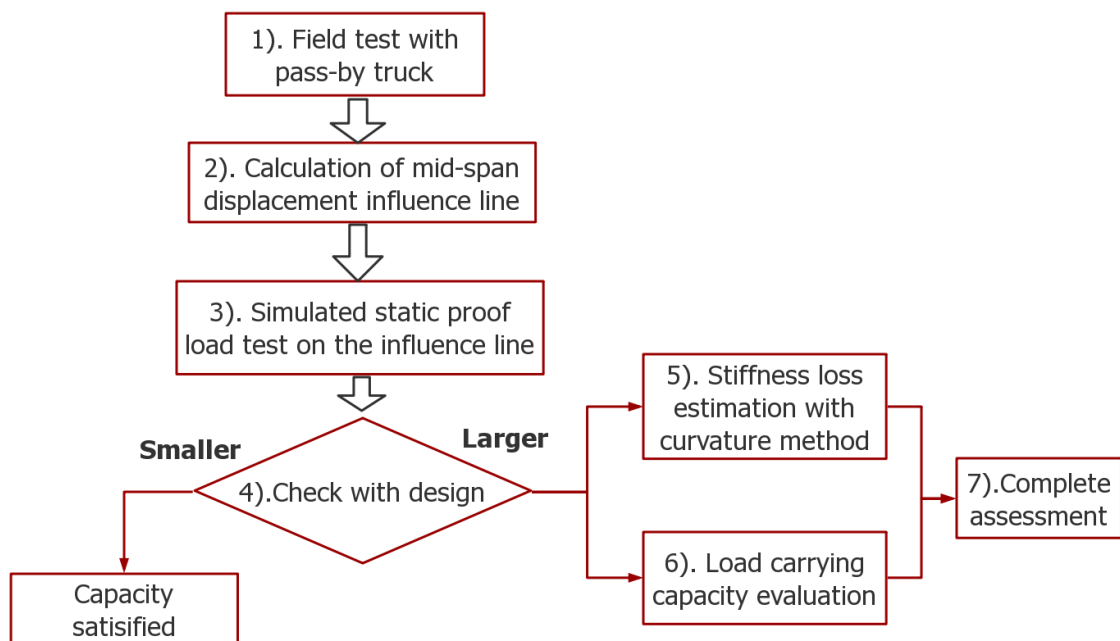 1). Field test with
pass-by truck
2). Calculation of mid-span
displacement influence line
3). Simulated static proof
load test on the influence line
Smaller
Larger
4).Check with design
5). Stiffness loss
estimation with
curvature method
6). Load carrying
capacity evaluation
7).Complete
assessment
Capacity
satisified